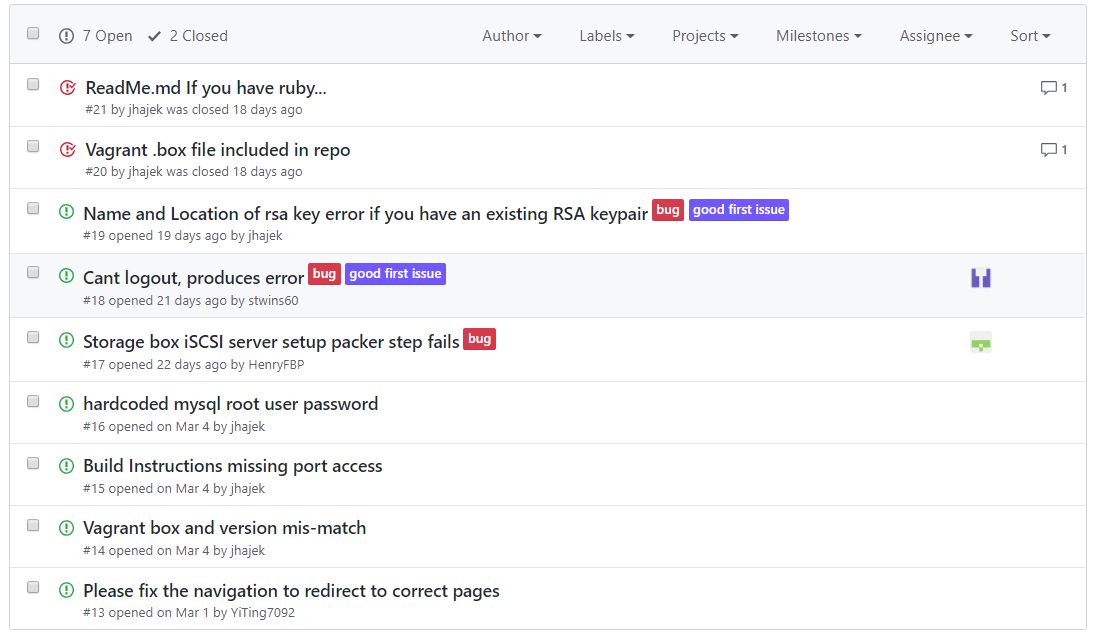 7 Open 2 Closed Author Labels Projects Milestones Assignee Sort
ReadMe.md If you have ruby... 1
#21 by jhajek was closed 18 days ago
Vagrant .box file included in repo 1
#20 by jhajek was closed 18 days ago
Name and Location of rsa key error if you have an existing RSA keypair bug good first issue
#19 opened 19 days ago by jhajek
Cant logout, produces error bug good first issue
#18 opened 21 days ago by stwins60
Storage box iSCSI server setup packer step fails bug
#17 opened 22 days ago by HenryFBP
hardcoded mysql root user password
#16 opened on Mar 4 by jhajek
Build Instructions missing port access
#15 opened on Mar 4 by jhajek
Vagrant box and version mis-match
#14 opened on Mar 4 by jhajek
Please fix the navigation to redirect to correct pages
#13 opened on Mar 1 by YiTing7092